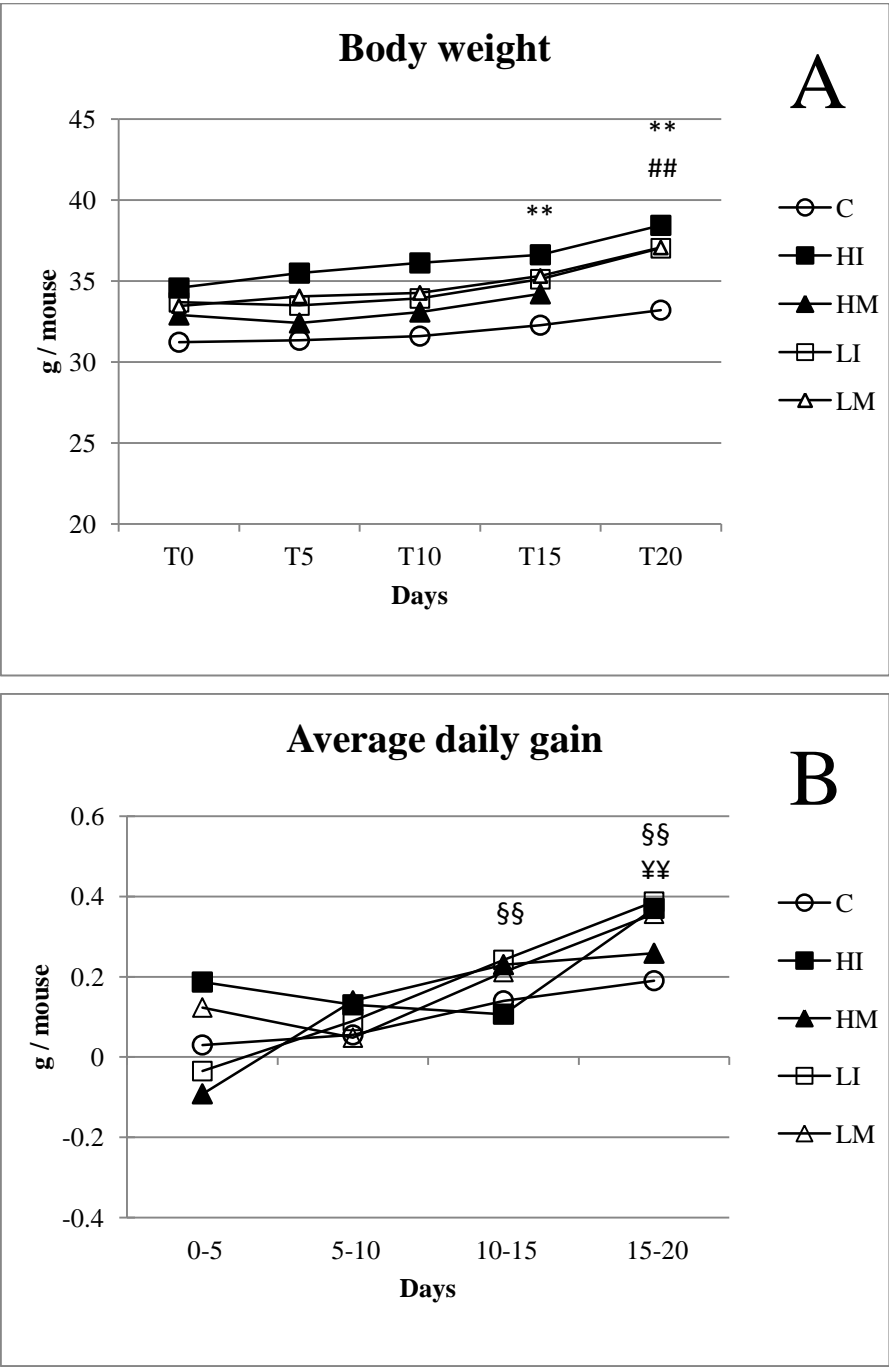 Body weight
A
45
**
##
40
**
35
30
25
20
g / mouse
T0 T5 T10 T15 T20
Days
C
HI
HM
LI
LM
Average daily gain
B
0.6
§§
¥¥
0.4
§§
0.2
0
-0.2
-0.4
g / mouse
0-5 5-10 10-15 15-20
Days
C
HI
HM
LI
LM